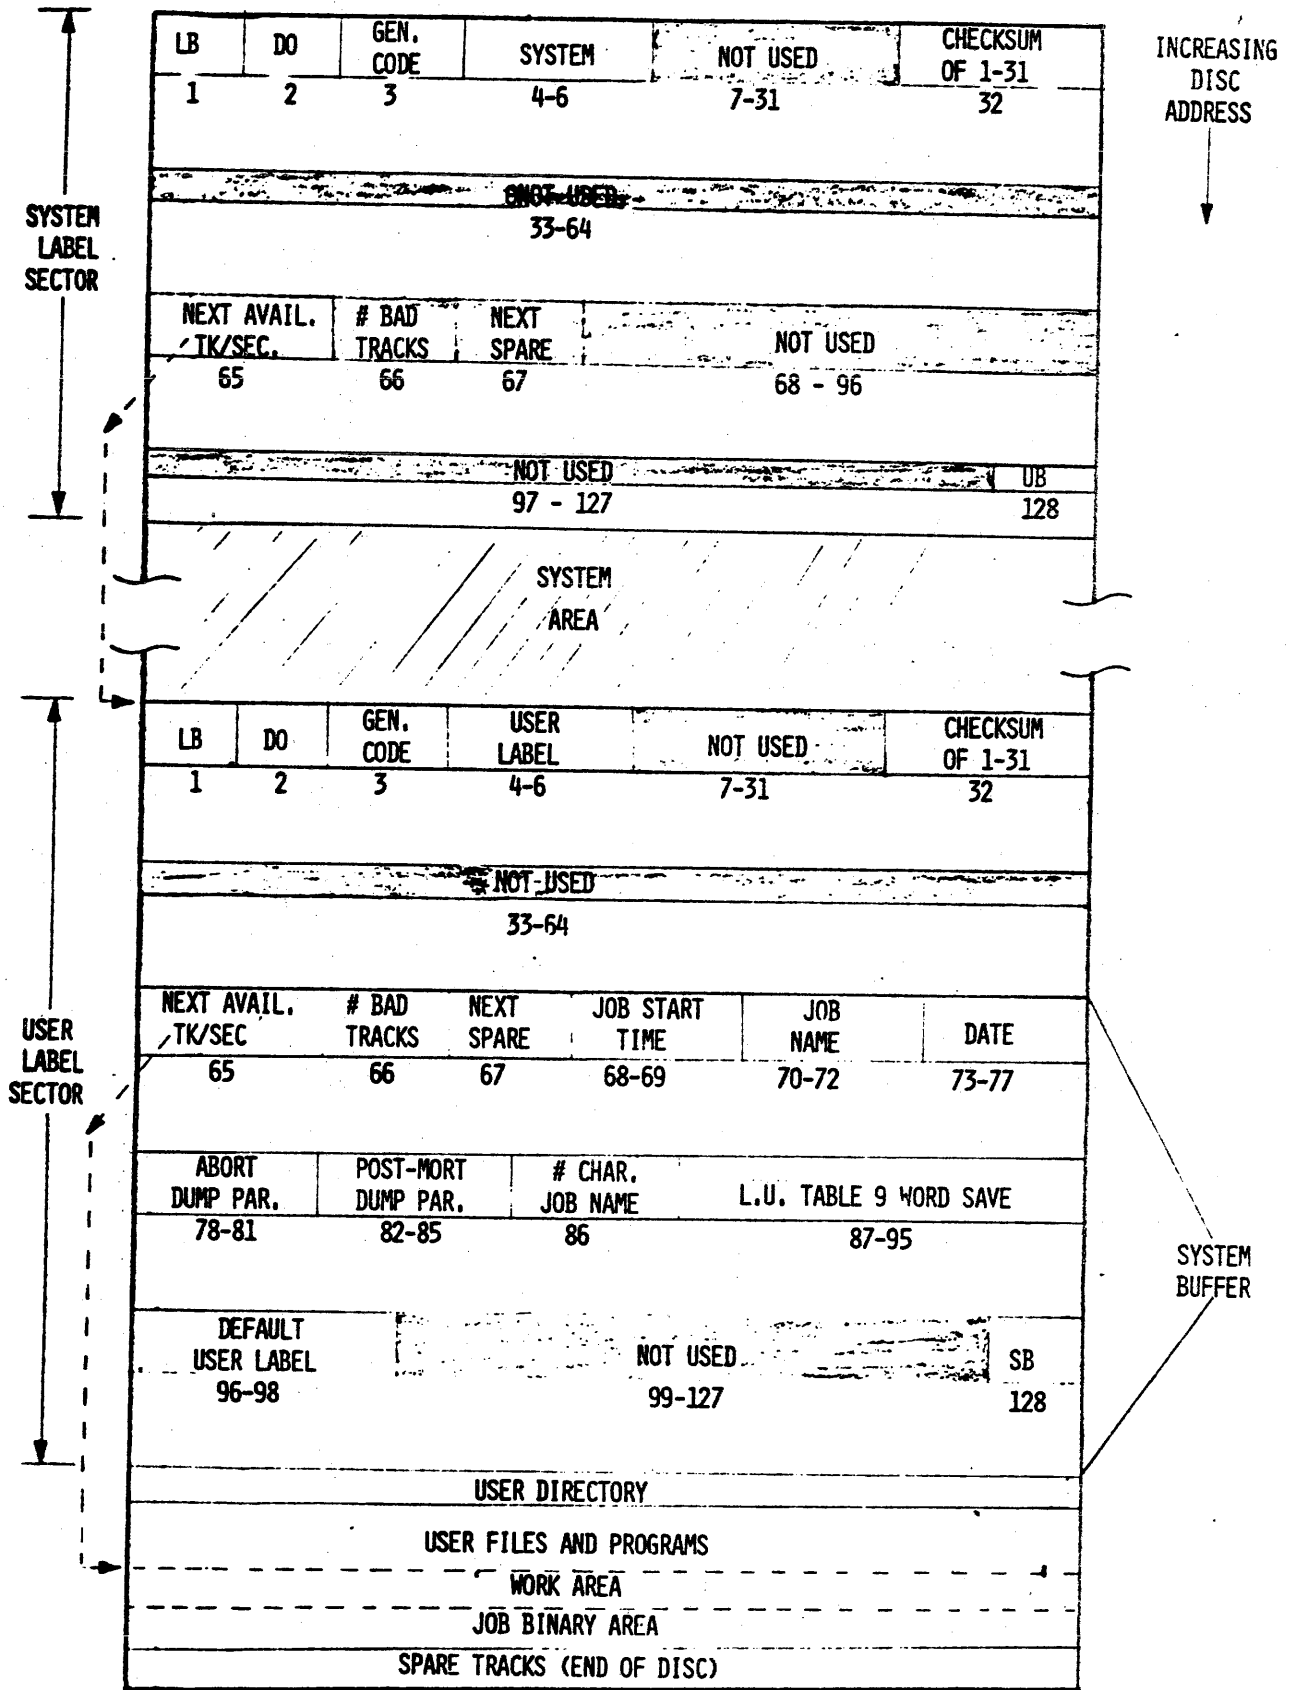 LB DO GEN. CODE SYSTEM NOT USED CHECKSUM OF 1-31
1 2 3 4-6 7-31 32
INCREASING
DISC
ADDRESS
NOT USED
33-64
SYSTEM
LABEL
SECTOR
NEXT AVAIL. TK/SEC. # BAD TRACKS NEXT SPARE NOT USED
65 66 67 68 - 96
NOT USED UB
97 - 127 128
SYSTEM
AREA
LB DO GEN. CODE USER LABEL NOT USED CHECKSUM OF 1-31
1 2 3 4-6 7-31 32
NOT USED
33-64
USER
LABEL
SECTOR
NEXT AVAIL. TK/SEC # BAD TRACKS NEXT SPARE JOB START TIME JOB NAME DATE
65 66 67 68-69 70-72 73-77
ABORT DUMP PAR. POST-MORT DUMP PAR. # CHAR. JOB NAME L.U. TABLE 9 WORD SAVE
78-81 82-85 86 87-95
SYSTEM
BUFFER
DEFAULT USER LABEL NOT USED SB
96-98 99-127 128
USER DIRECTORY
USER FILES AND PROGRAMS
WORK AREA
JOB BINARY AREA
SPARE TRACKS (END OF DISC)